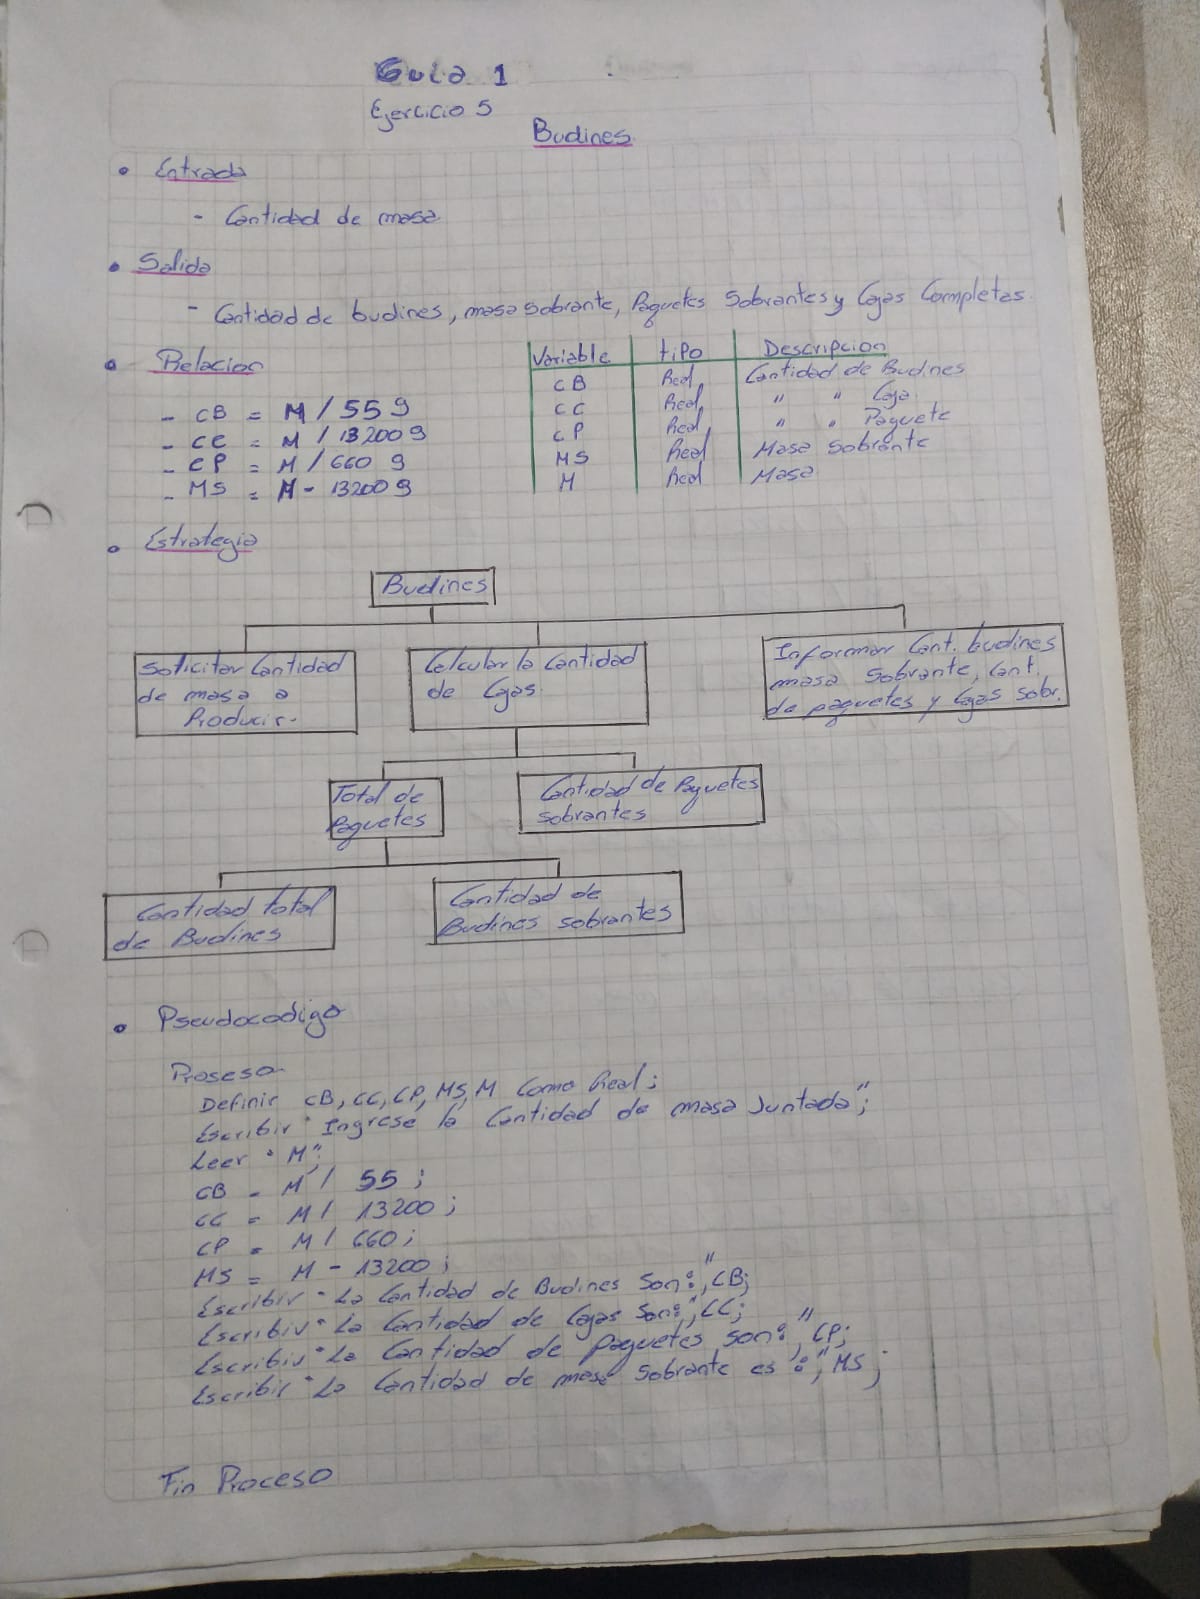 Guia 1
Ejercicio 5
Budines
• Entrada
- Cantidad de masa
• Salida
- Cantidad de budines, masa sobrante, Paquetes Sobrantes y Cajas Completas
• Relacion
- CB = M / 55 g
- CC = M / 13200 g
- CP = M / 660 g
- MS = M - 13200 g
Variable tipo Descripcion
CB Real Cantidad de Budines
CC Real " " Caja
CP Real " " Paquete
MS Real Masa Sobrante
M Real Masa
• Estrategia
Budines
Solicitar Cantidad
de masa a
Producir.
Calcular la Cantidad
de Cajas
Informar Cant. budines
masa sobrante, cant.
de paquetes y Cajas sobr.
Total de
Paquetes
Cantidad de Paquetes
sobrantes
Cantidad total
de Budines
Cantidad de
Budines sobrantes
• Pseudocodigo
Proseso
Definir CB, CC, CP, MS, M Como Real;
Escribir "Ingrese la Cantidad de masa Juntada";
Leer "M";
CB = M / 55;
CC = M / 13200;
CP = M / 660;
MS = M - 13200;
Escribir "La Cantidad de Budines Son:", CB;
Escribir "La Cantidad de Cajas Son:", CC;
Escribir "La Cantidad de paquetes son:", CP;
Escribir "La Cantidad de masa Sobrante es:", MS;
Fin Proceso